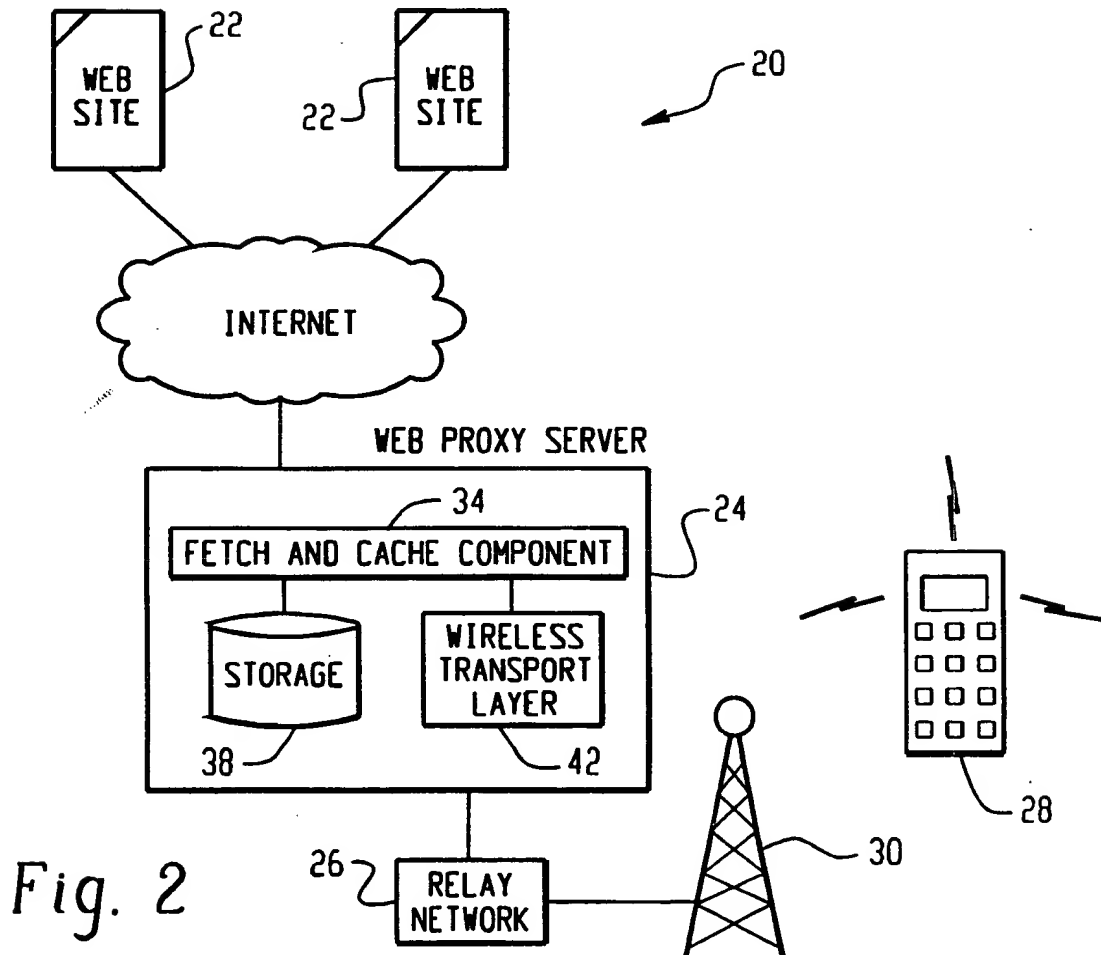 22
WEB
SITE
22
WEB
SITE
20
INTERNET
WEB PROXY SERVER
34
24
FETCH AND CACHE COMPONENT
STORAGE
WIRELESS
TRANSPORT
LAYER
38
42
28
30
26
RELAY
NETWORK
Fig. 2